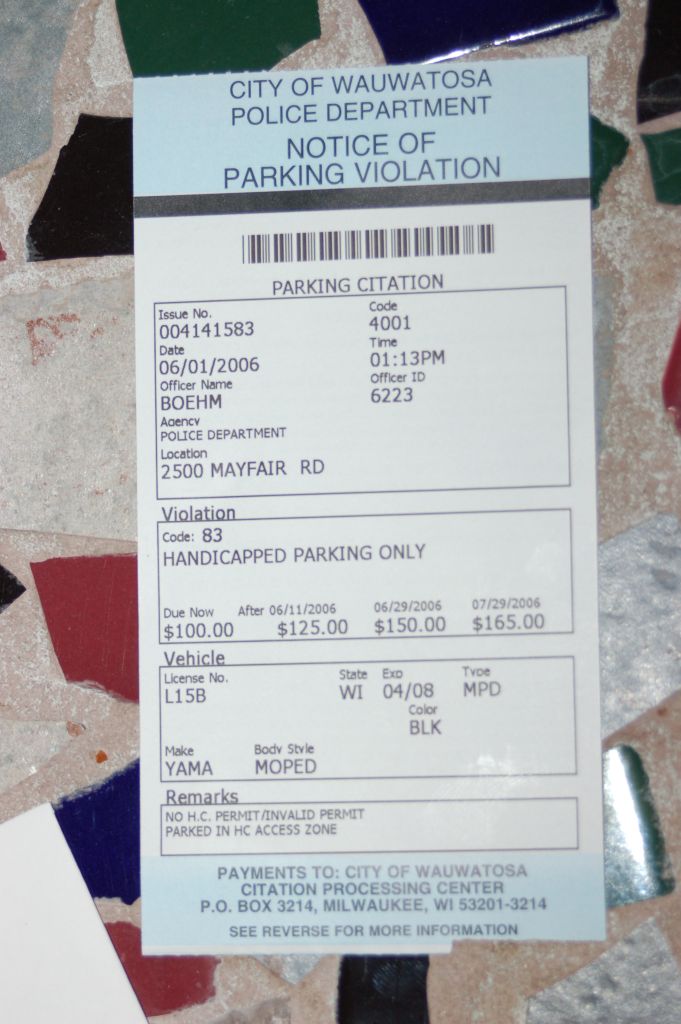 CITY OF WAUWATOSA
POLICE DEPARTMENT
NOTICE OF
PARKING VIOLATION
PARKING CITATION
Issue No. Code
004141583 4001
Date Time
06/01/2006 01:13PM
Officer Name Officer ID
BOEHM 6223
Agency
POLICE DEPARTMENT
Location
2500 MAYFAIR RD
Violation
Code: 83
HANDICAPPED PARKING ONLY
Due Now After 06/11/2006 06/29/2006 07/29/2006
$100.00 $125.00 $150.00 $165.00
Vehicle
License No. State Exp Type
L15B WI 04/08 MPD
Color
BLK
Make Body Style
YAMA MOPED
Remarks
NO H.C. PERMIT/INVALID PERMIT
PARKED IN HC ACCESS ZONE
PAYMENTS TO: CITY OF WAUWATOSA
CITATION PROCESSING CENTER
P.O. BOX 3214, MILWAUKEE, WI 53201-3214
SEE REVERSE FOR MORE INFORMATION